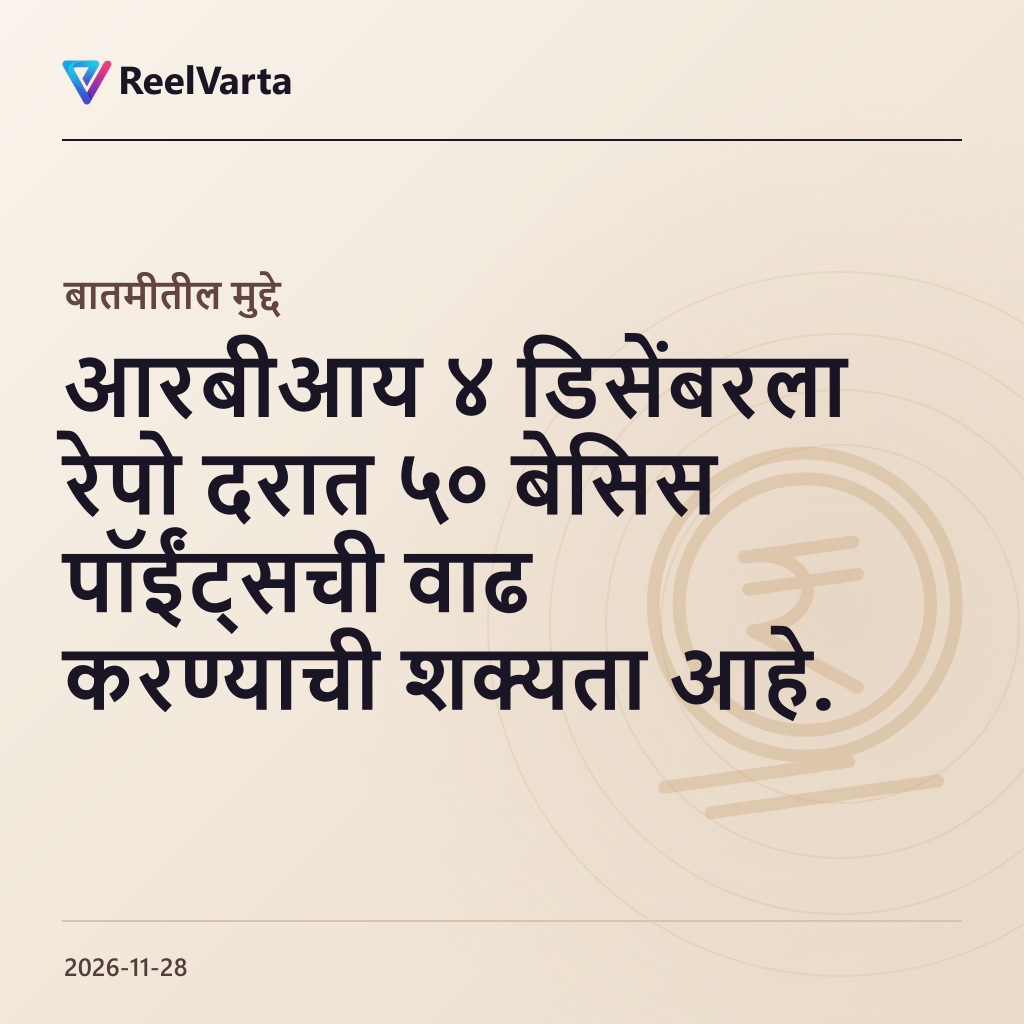 ReelVarta
बातमीतील मुद्दे
आरबीआय ४ डिसेंबरला
रेपो दरात ५० बेसिस
पॉईंट्सची वाढ
करण्याची शक्यता आहे.
2026-11-28